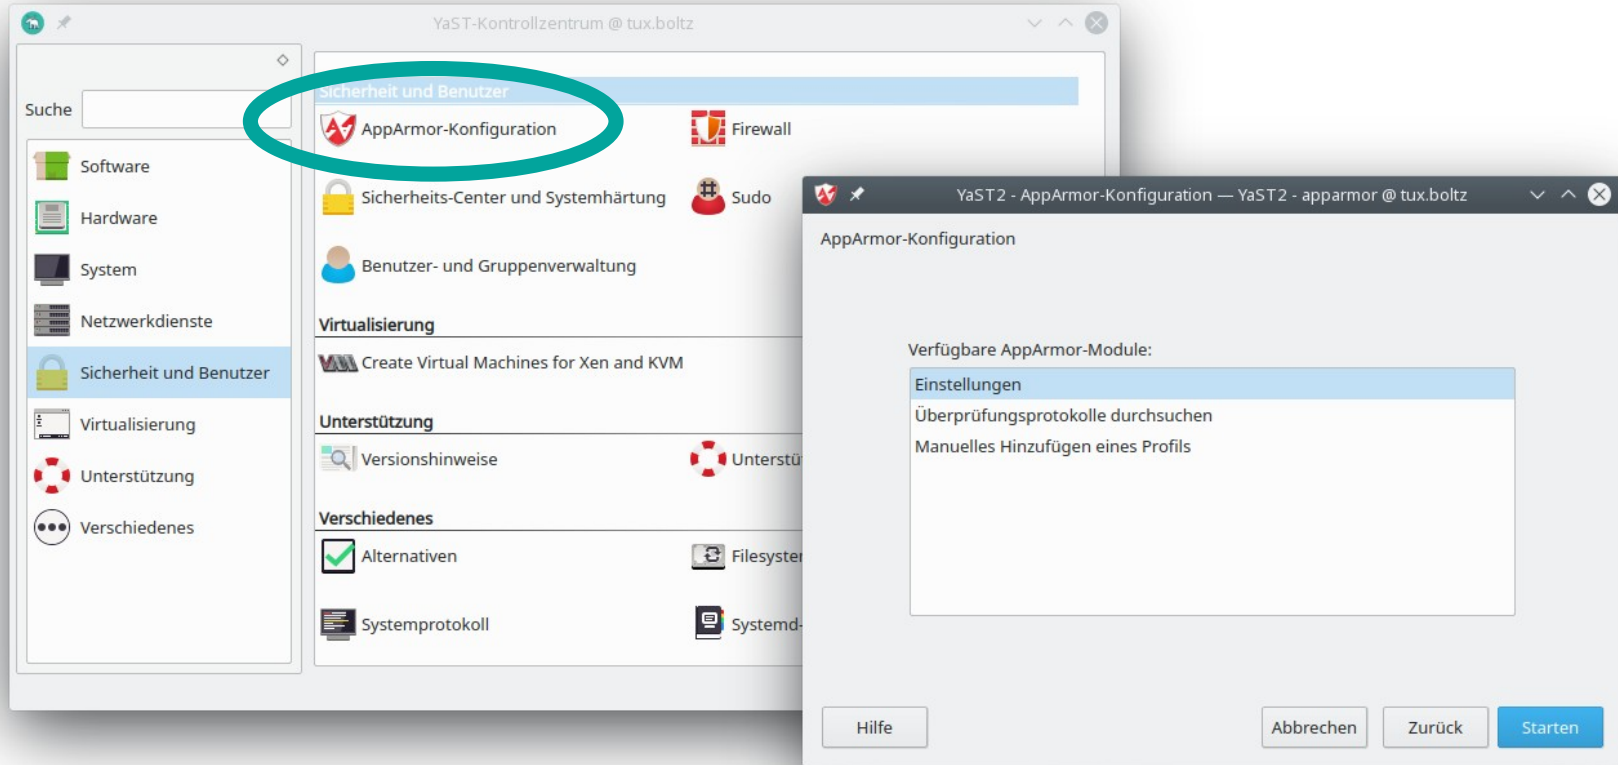 YaST-Kontrollzentrum @ tux.boltz
Suche
Software
Hardware
System
Netzwerkdienste
Sicherheit und Benutzer
Virtualisierung
Unterstützung
Verschiedenes
Sicherheit und Benutzer
AppArmor-Konfiguration
Firewall
Sicherheits-Center und Systemhärtung
Sudo
Benutzer- und Gruppenverwaltung
Virtualisierung
Create Virtual Machines for Xen and KVM
Unterstützung
Versionshinweise
Unterstü
Verschiedenes
Alternativen
Filesyste
Systemprotokoll
Systemd-
YaST2 - AppArmor-Konfiguration — YaST2 - apparmor @ tux.boltz
AppArmor-Konfiguration
Verfügbare AppArmor-Module:
Einstellungen
Überprüfungsprotokolle durchsuchen
Manuelles Hinzufügen eines Profils
Hilfe
Abbrechen
Zurück
Starten